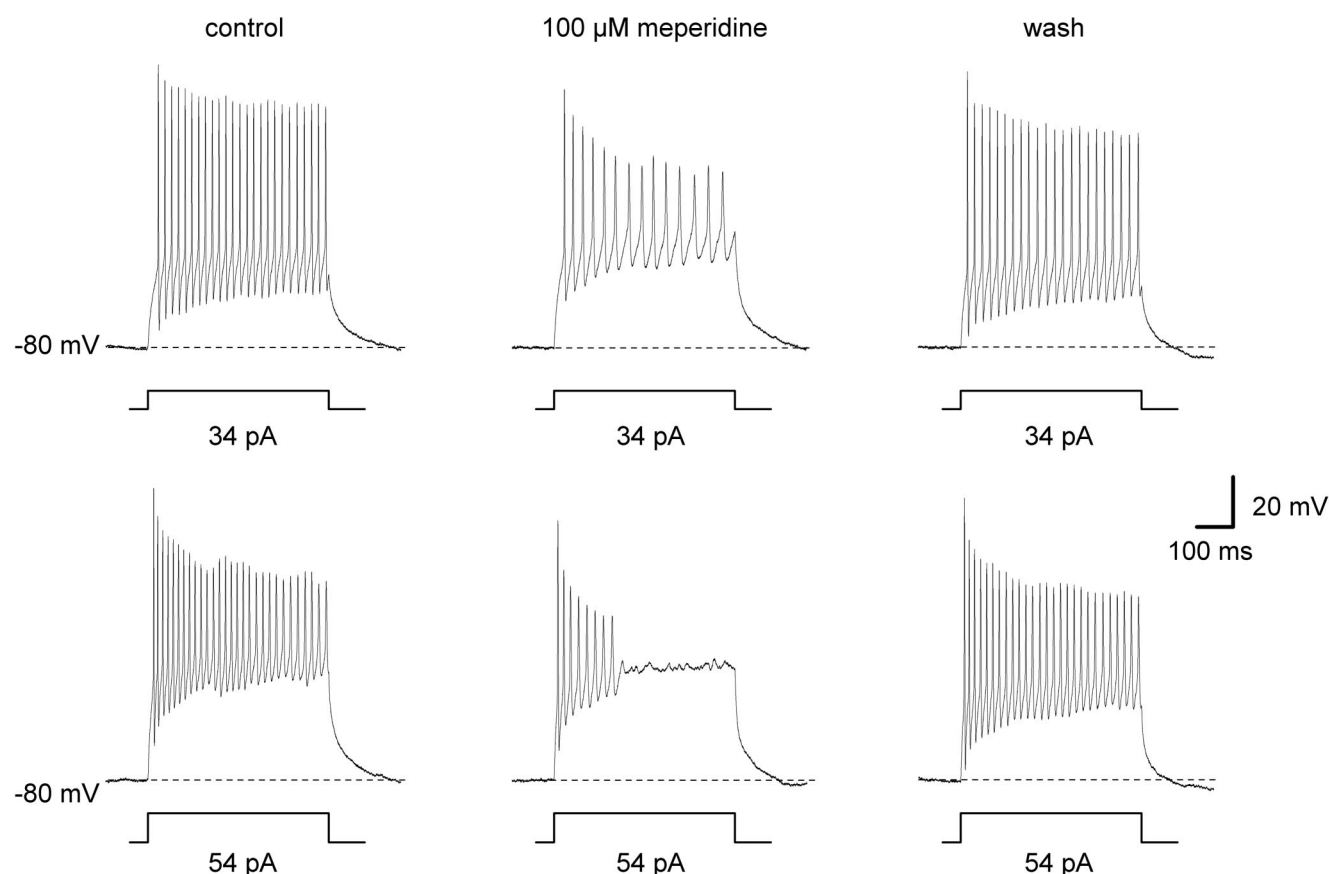 control 100 µM meperidine wash
-80 mV
34 pA 34 pA 34 pA
20 mV
100 ms
-80 mV
54 pA 54 pA 54 pA